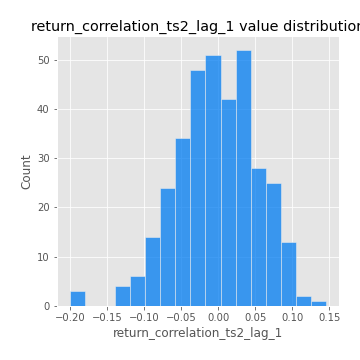 return_correlation_ts2_lag_1 value distribution
Count
50
40
30
20
10
0
−0.20 −0.15 −0.10 −0.05 0.00 0.05 0.10 0.15
return_correlation_ts2_lag_1